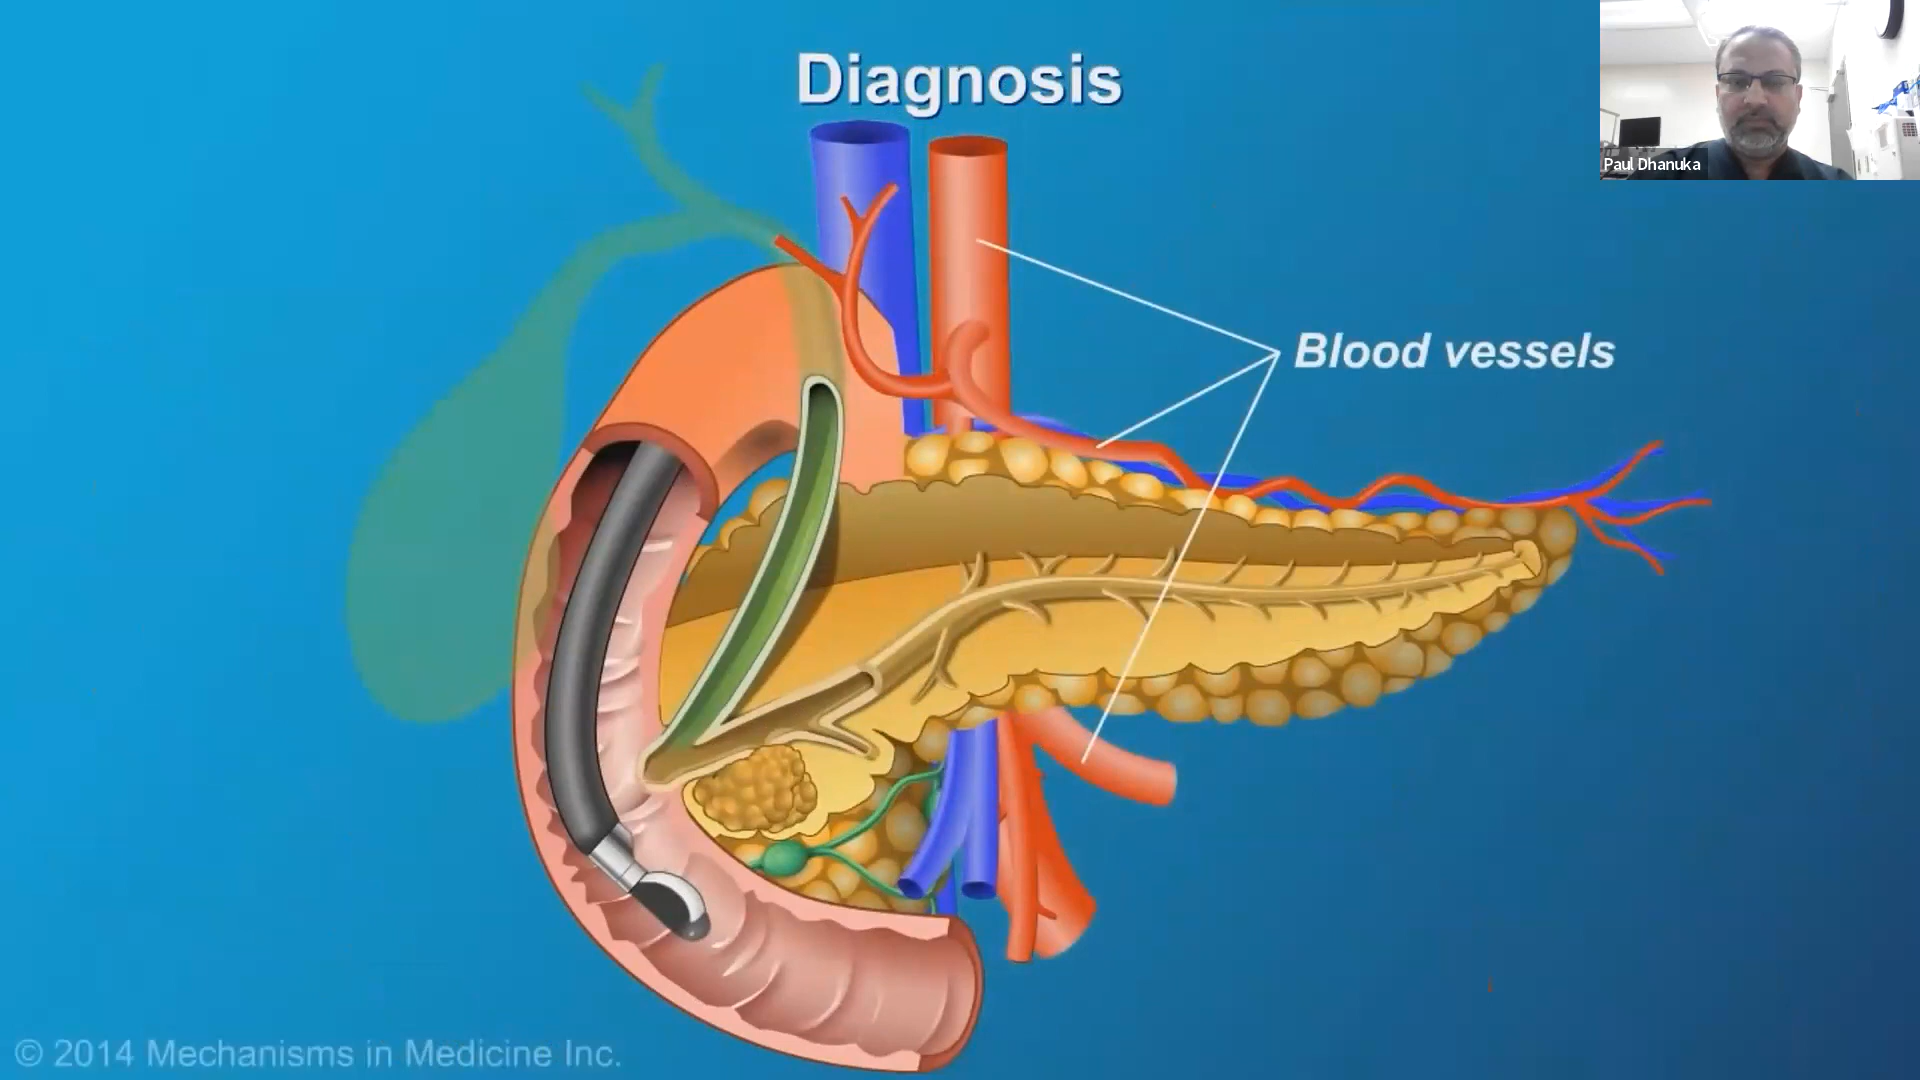 Diagnosis
Paul Dhanuka
Blood vessels
© 2014 Mechanisms in Medicine Inc.